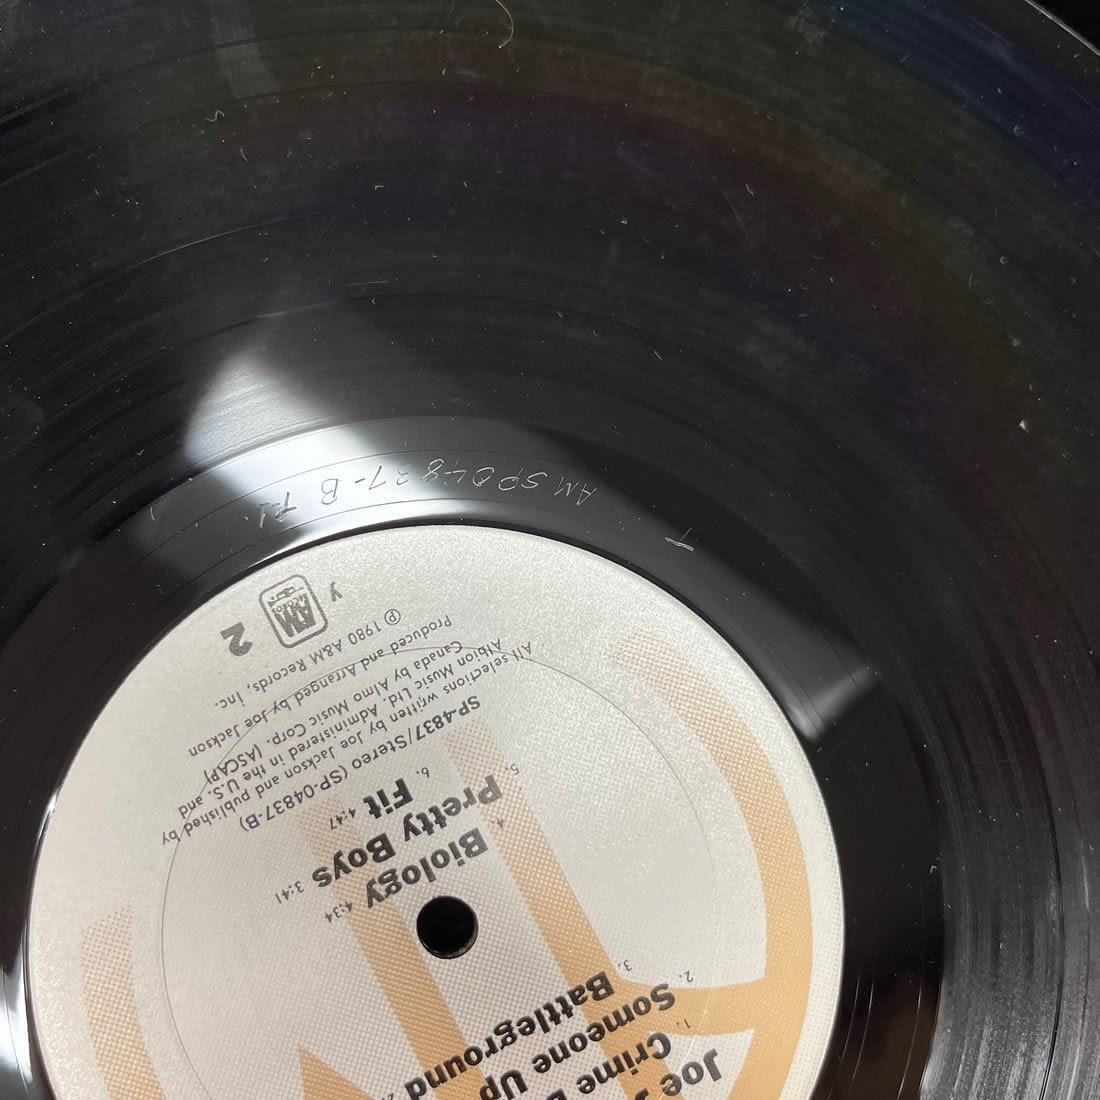 T
AM SP04837-B T-1
Joe
Crime
Someone Up
Battleground
1.
2.
3.
4. Biology 4:34
5. Pretty Boys 3:41
6. Fit 4:47
SP-4837/Stereo (SP-04837-B)
All selections written by Joe Jackson and published by
Albion Music Ltd. Administered in the U.S. and
Canada by Almo Music Corp. (ASCAP)
Produced and Arranged by Joe Jackson
℗ 1980 A&M Records, Inc.
y
A&M
RECORDS
2